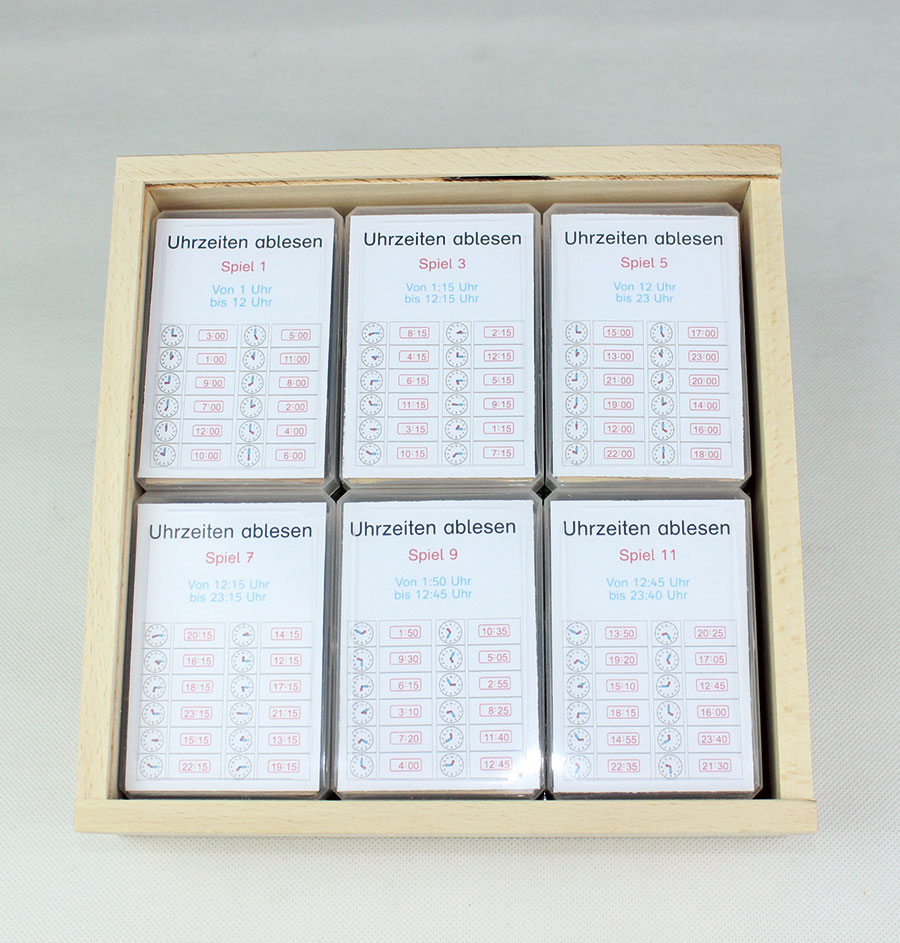 Uhrzeiten ablesen
Spiel 1
Von 1 Uhr
bis 12 Uhr
3:00 5:00
1:00 11:00
9:00 8:00
7:00 2:00
12:00 4:00
10:00 6:00
Uhrzeiten ablesen
Spiel 3
Von 1:15 Uhr
bis 12:15 Uhr
8:15 2:15
4:15 12:15
6:15 5:15
11:15 9:15
3:15 1:15
10:15 7:15
Uhrzeiten ablesen
Spiel 5
Von 12 Uhr
bis 23 Uhr
15:00 17:00
13:00 23:00
21:00 20:00
19:00 14:00
12:00 16:00
22:00 18:00
Uhrzeiten ablesen
Spiel 7
Von 12:15 Uhr
bis 23:15 Uhr
20:15 14:15
16:15 12:15
18:15 17:15
23:15 21:15
15:15 13:15
22:15 19:15
Uhrzeiten ablesen
Spiel 9
Von 1:50 Uhr
bis 12:45 Uhr
1:50 10:35
9:30 5:05
6:15 2:55
3:10 8:25
7:20 11:40
4:00 12:45
Uhrzeiten ablesen
Spiel 11
Von 12:45 Uhr
bis 23:40 Uhr
13:50 20:25
19:20 17:05
15:10 12:45
18:15 16:00
14:55 23:40
22:35 21:30